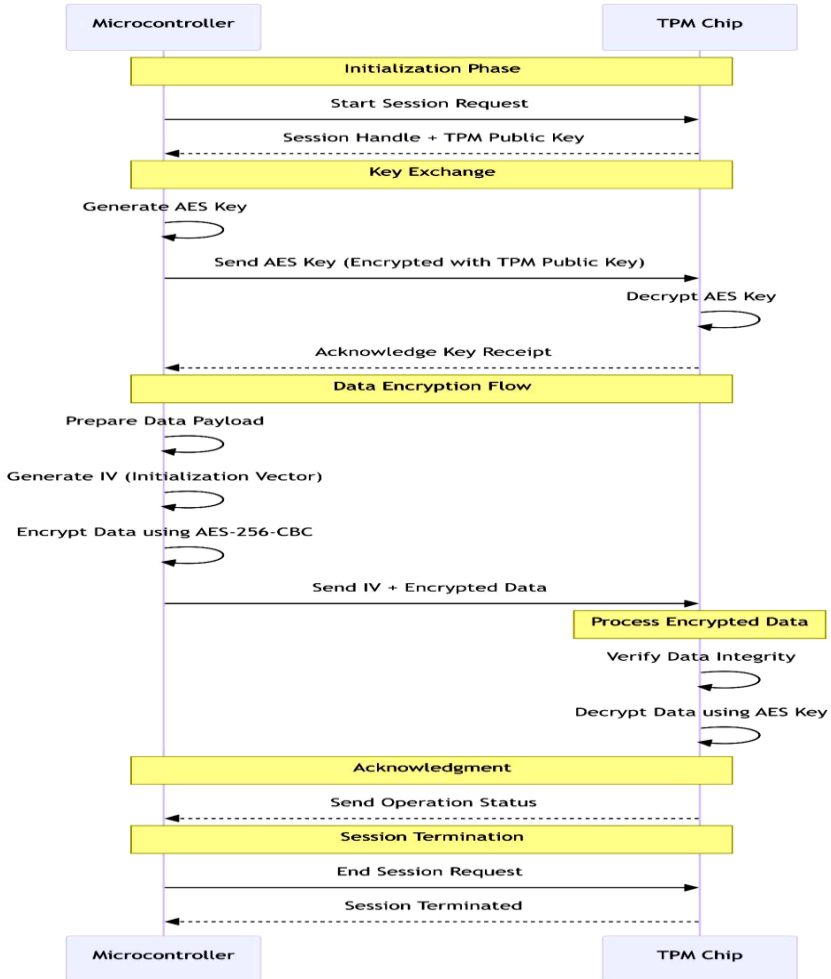 Microcontroller
TPM Chip
Initialization Phase
Start Session Request
Session Handle + TPM Public Key
Key Exchange
Generate AES Key
Send AES Key (Encrypted with TPM Public Key)
Decrypt AES Key
Acknowledge Key Receipt
Data Encryption Flow
Prepare Data Payload
Generate IV (Initialization Vector)
Encrypt Data using AES-256-CBC
Send IV + Encrypted Data
Process Encrypted Data
Verify Data Integrity
Decrypt Data using AES Key
Acknowledgment
Send Operation Status
Session Termination
End Session Request
Session Terminated
Microcontroller
TPM Chip